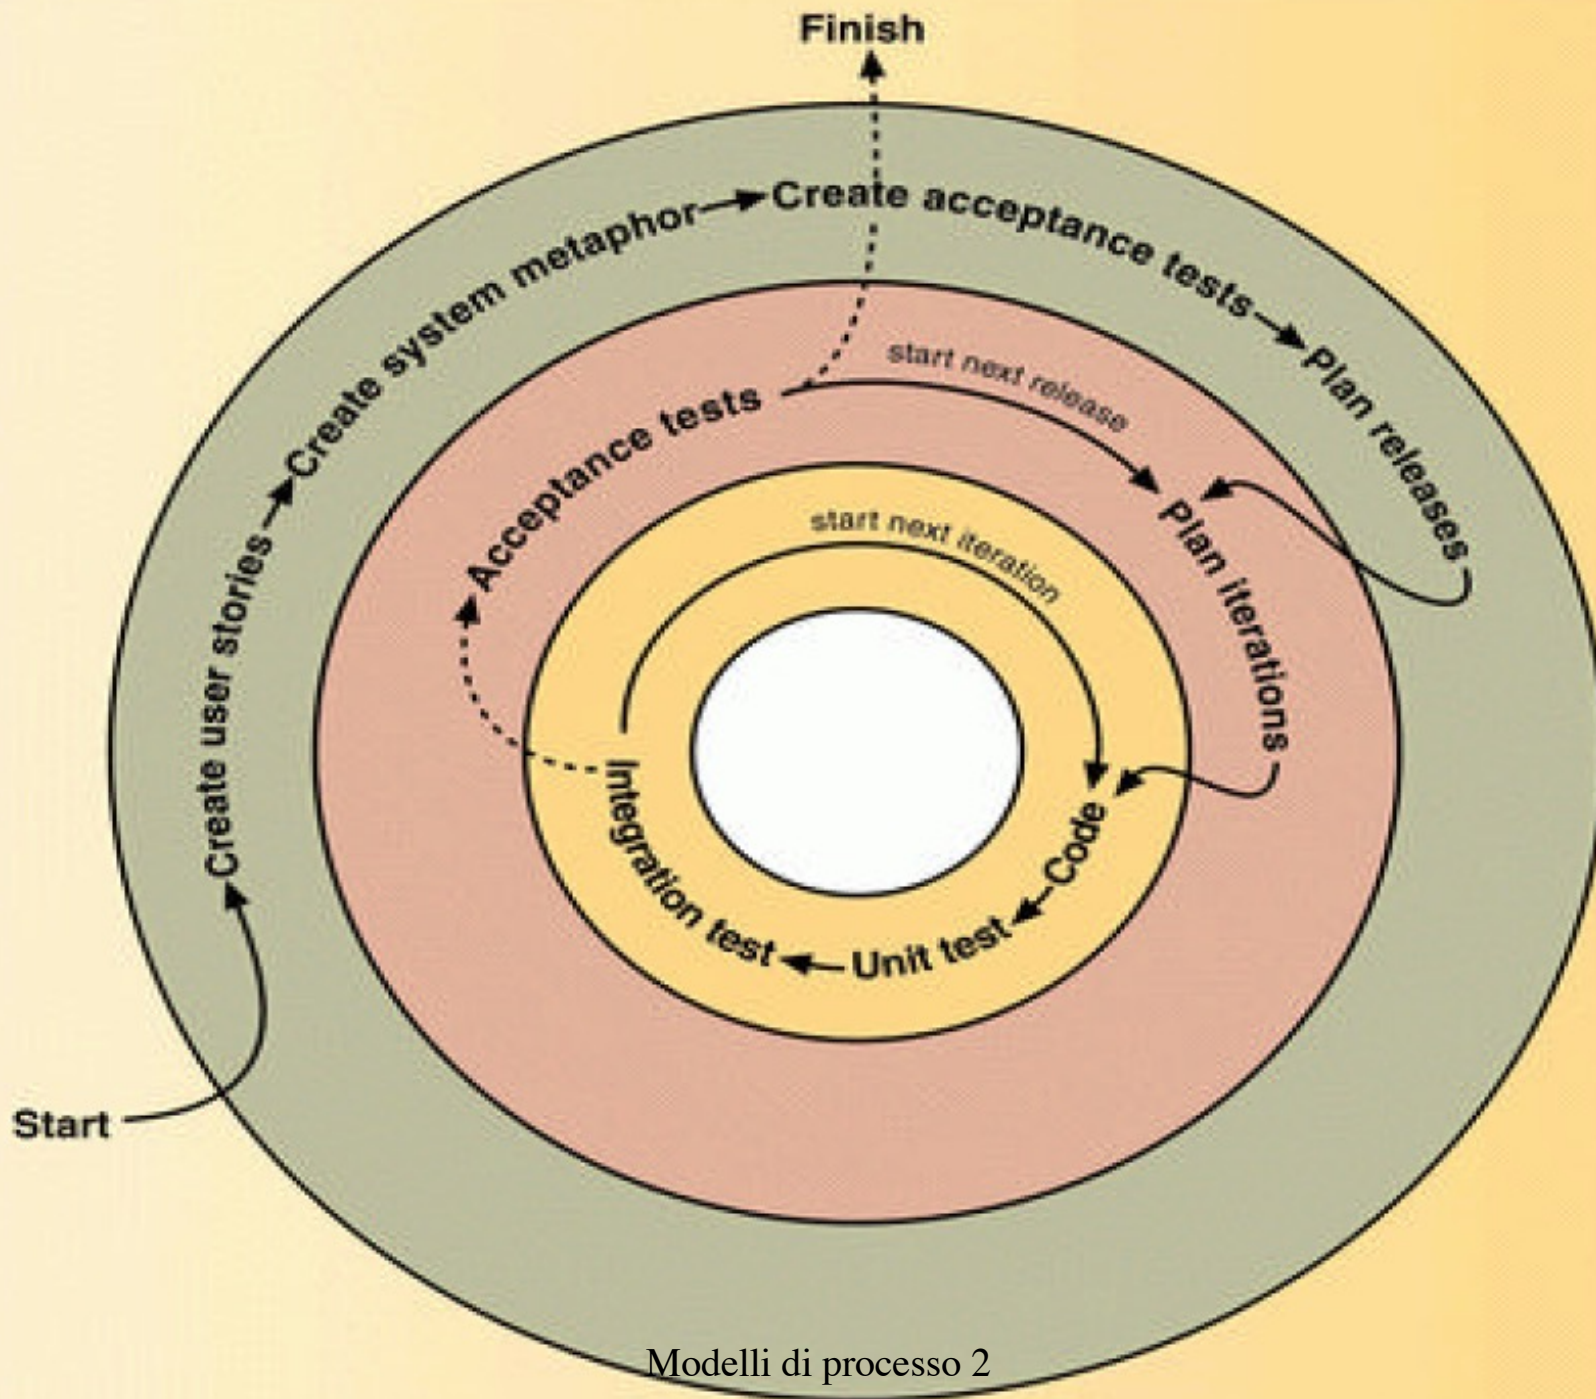 Finish
Create user stories
Create system metaphor
Create acceptance tests
Plan releases
start next release
Acceptance tests
Plan iterations
start next iteration
Code
Unit test
Integration test
Start
Modelli di processo 2